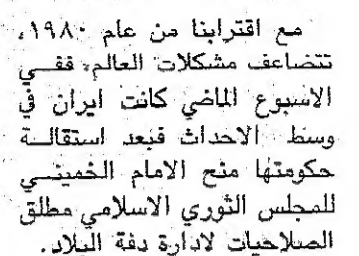 مع اقترابنا من عام ١٩٨٠،
تتضاعف مشكلات العالم، ففي
الاسبوع الماضي كانت ايران في
وسط الاحداث فبعد استقالة
حكومتها منح الامام الخميني
للمجلس الثوري الاسلامي مطلق
الصلاحيات لادارة دفة البلاد.